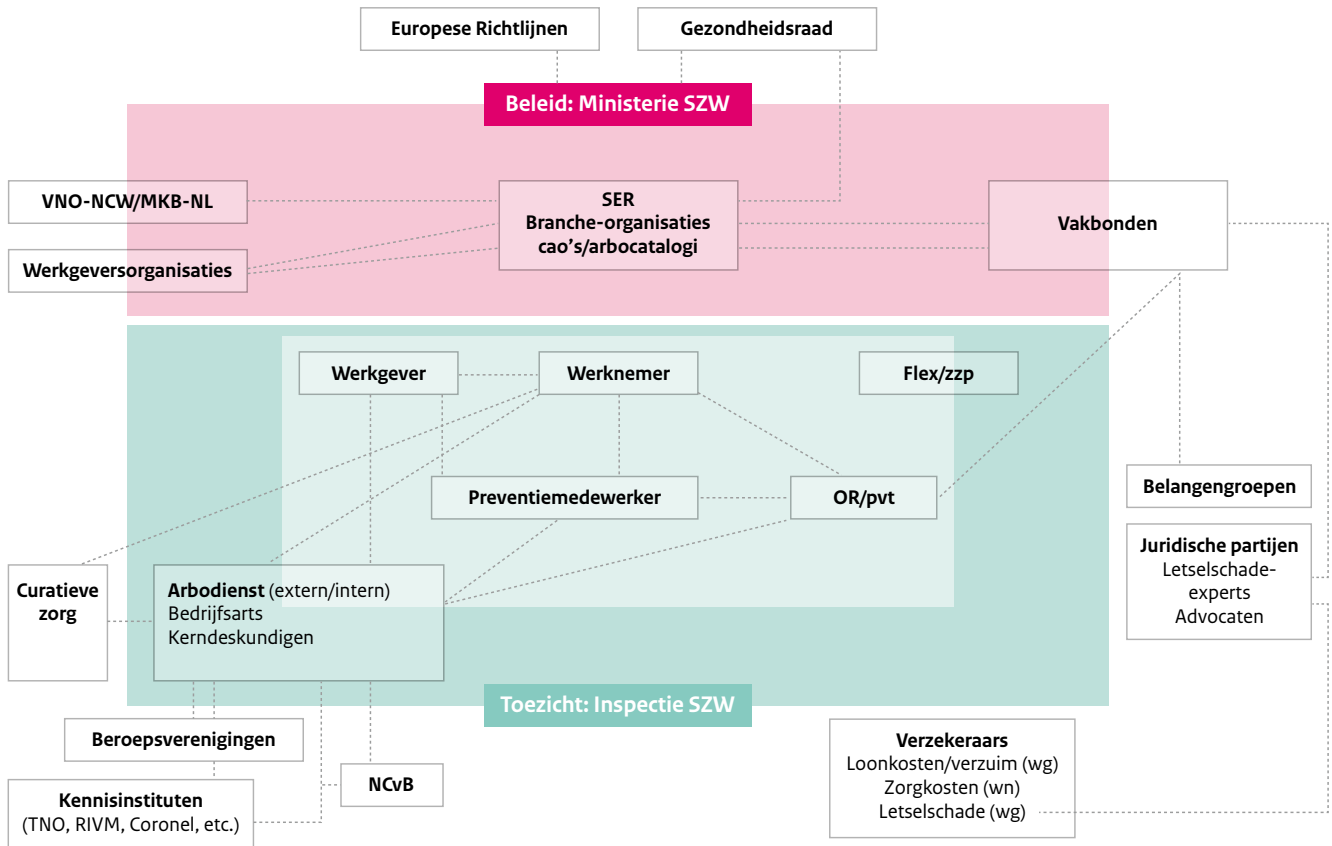 Europese Richtlijnen
Gezondheidsraad
Beleid: Ministerie SZW
VNO-NCW/MKB-NL
SER
Branche-organisaties
cao's/arbocatalogi
Vakbonden
Werkgeversorganisaties
Werkgever
Werknemer
Flex/zzp
Preventiemedewerker
OR/pvt
Belangengroepen
Juridische partijen
Letselschade-
experts
Advocaten
Curatieve
zorg
Arbodienst (extern/intern)
Bedrijfsarts
Kerndeskundigen
Toezicht: Inspectie SZW
Beroepsverenigingen
Verzekeraars
Loonkosten/verzuim (wg)
Zorgkosten (wn)
Letselschade (wg)
NCvB
Kennisinstituten
(TNO, RIVM, Coronel, etc.)